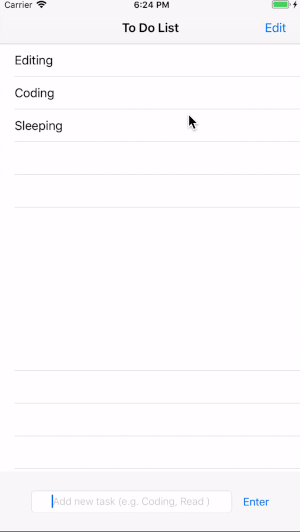 Carrier 6:24 PM
To Do List Edit
Editing
Coding
Sleeping
Add new task (e.g. Coding, Read ) Enter